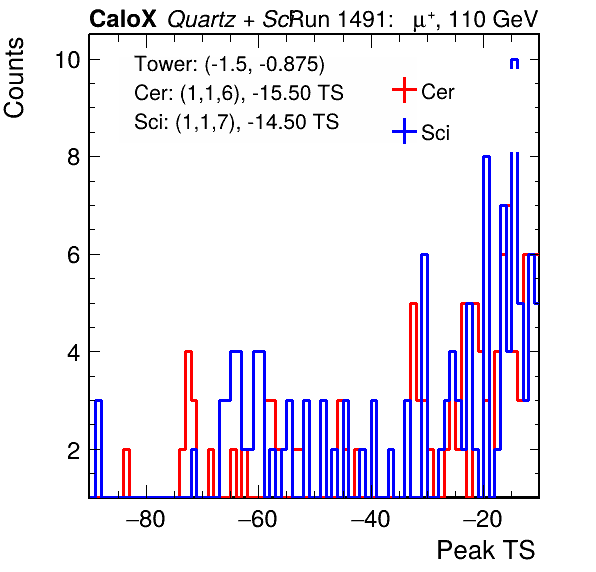 CaloX Quartz + Sci Run 1491: μ⁺, 110 GeV
Counts
Tower: (-1.5, -0.875)
Cer: (1,1,6), -15.50 TS
Sci: (1,1,7), -14.50 TS
Cer
Sci
10
8
6
4
2
−80 −60 −40 −20
Peak TS